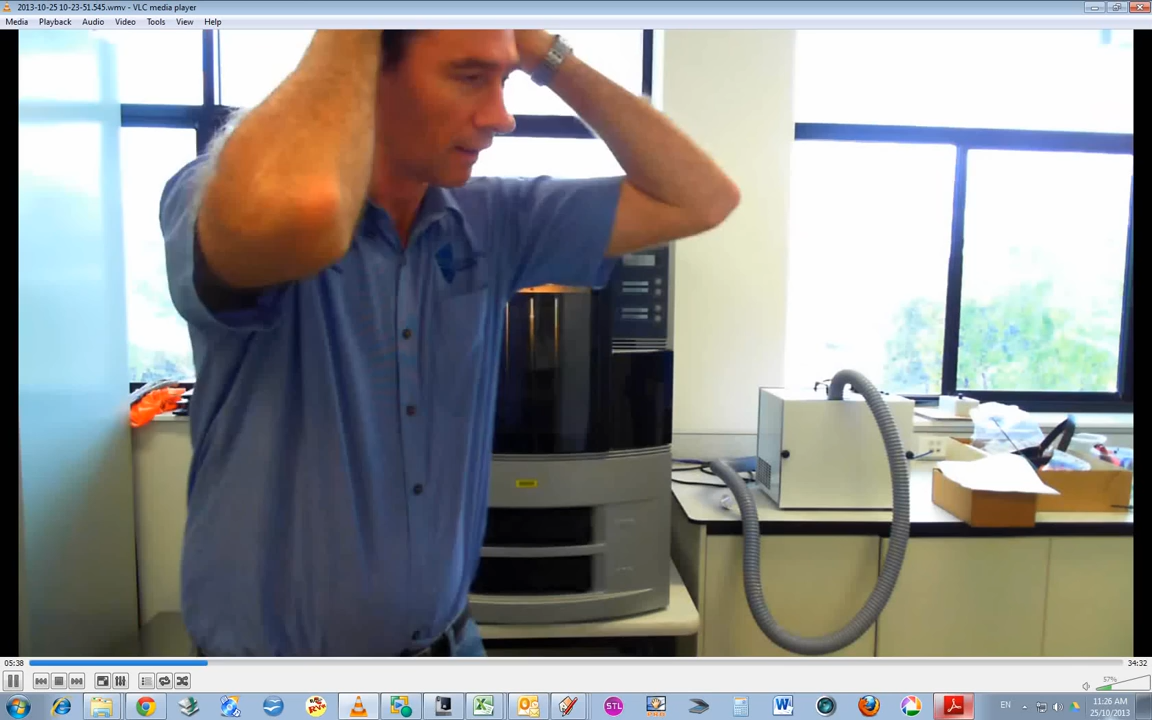 2013-10-25 10-23-51.545.wmv - VLC media player
Media Playback Audio Video Tools View Help
05:38
34:32
57%
STL
EN
11:26 AM
25/10/2013